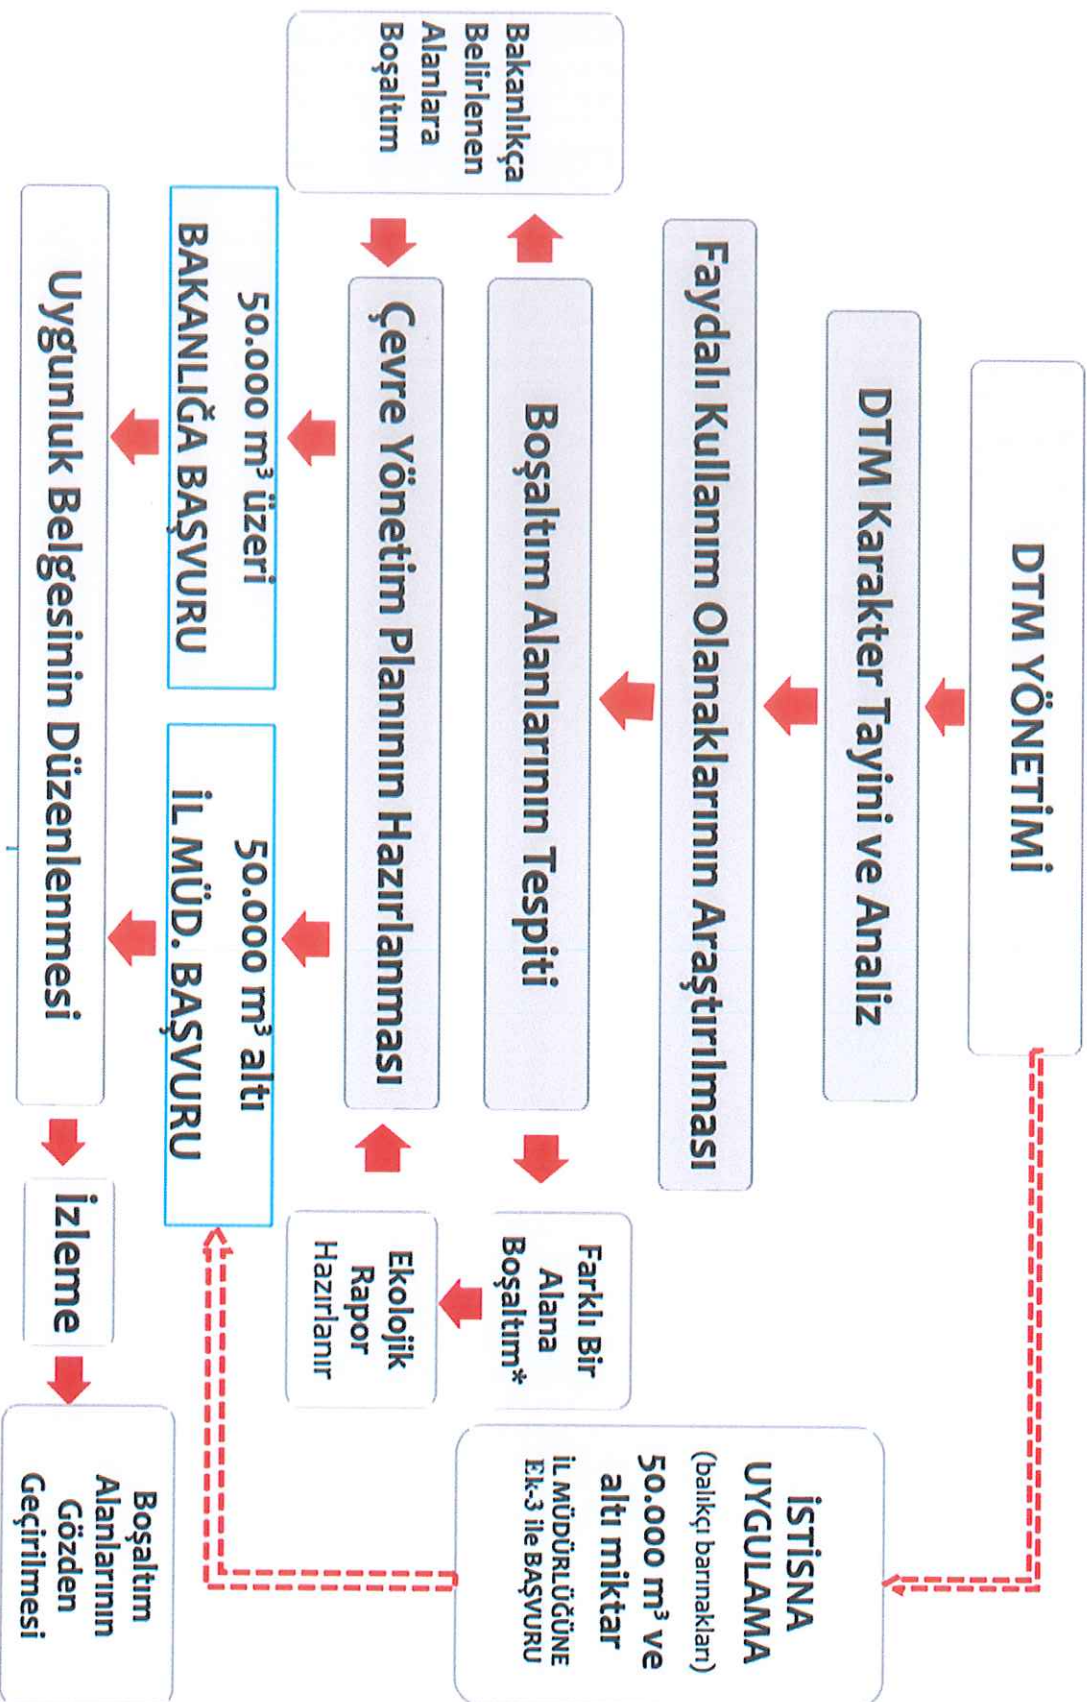 DTM YÖNETİMİ
DTM Karakter Tayini ve Analiz
Faydalı Kullanım Olanaklarının Araştırılması
Boşaltım Alanlarının Tespiti
Bakanlıkça
Belirlenen
Alanlara
Boşaltım
Farklı Bir
Alana
Boşaltım*
Ekolojik
Rapor
Hazırlanır
Çevre Yönetim Planının Hazırlanması
50.000 m³ üzeri
BAKANLIĞA BAŞVURU
50.000 m³ altı
İL MÜD. BAŞVURU
İSTİSNA
UYGULAMA
(balıkçı barınakları)
50.000 m³ ve
altı miktar
İL MÜDÜRLÜĞÜNE
Ek-3 ile BAŞVURU
Uygunluk Belgesinin Düzenlenmesi
İzleme
Boşaltım
Alanlarının
Gözden
Geçirilmesi